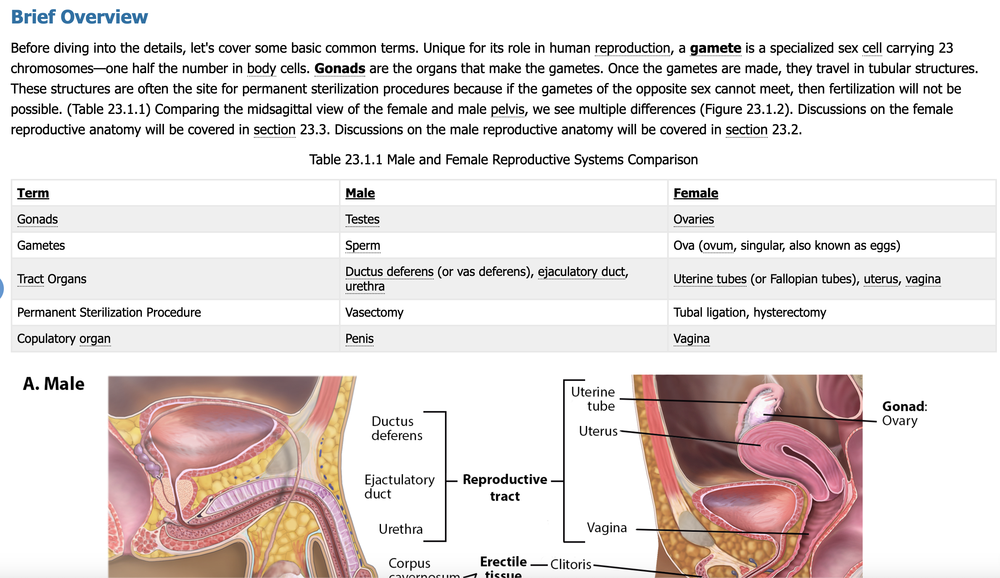 Brief Overview
Before diving into the details, let's cover some basic common terms. Unique for its role in human reproduction, a gamete is a specialized sex cell carrying 23
chromosomes—one half the number in body cells. Gonads are the organs that make the gametes. Once the gametes are made, they travel in tubular structures.
These structures are often the site for permanent sterilization procedures because if the gametes of the opposite sex cannot meet, then fertilization will not be
possible. (Table 23.1.1) Comparing the midsagittal view of the female and male pelvis, we see multiple differences (Figure 23.1.2). Discussions on the female
reproductive anatomy will be covered in section 23.3. Discussions on the male reproductive anatomy will be covered in section 23.2.
Table 23.1.1 Male and Female Reproductive Systems Comparison
Term Male Female
Gonads Testes Ovaries
Gametes Sperm Ova (ovum, singular, also known as eggs)
Tract Organs Ductus deferens (or vas deferens), ejaculatory duct,
urethra Uterine tubes (or Fallopian tubes), uterus, vagina
Permanent Sterilization Procedure Vasectomy Tubal ligation, hysterectomy
Copulatory organ Penis Vagina
A. Male
Ductus
deferens
Ejactulatory
duct
Urethra
Reproductive
tract
Uterine
tube
Uterus
Vagina
Gonad:
Ovary
Corpus
cavernosum
Erectile
tissue
Clitoris